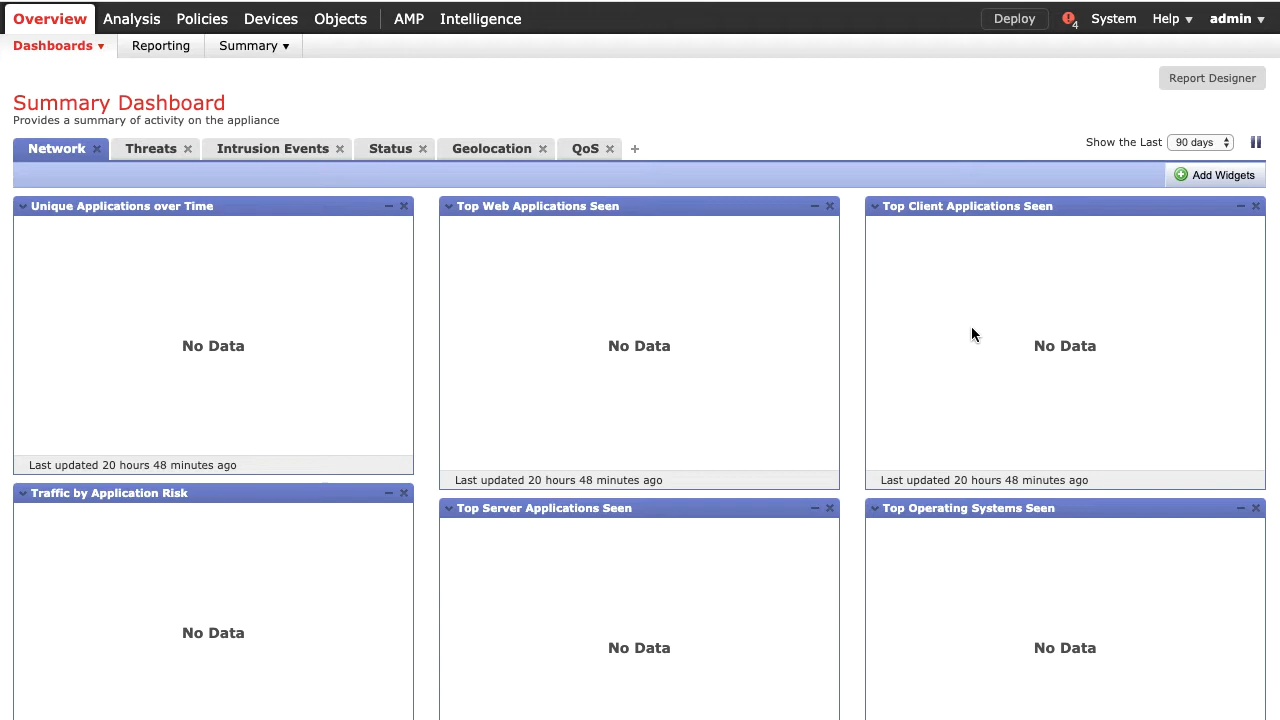 Overview Analysis Policies Devices Objects AMP Intelligence Deploy 4 System Help admin
Dashboards Reporting Summary
Report Designer
Summary Dashboard
Provides a summary of activity on the appliance
Network Threats Intrusion Events Status Geolocation QoS + Show the Last 90 days
Add Widgets
Unique Applications over Time Top Web Applications Seen Top Client Applications Seen
No Data No Data No Data
Last updated 20 hours 48 minutes ago
Last updated 20 hours 48 minutes ago Last updated 20 hours 48 minutes ago
Traffic by Application Risk
Top Server Applications Seen Top Operating Systems Seen
No Data
No Data No Data